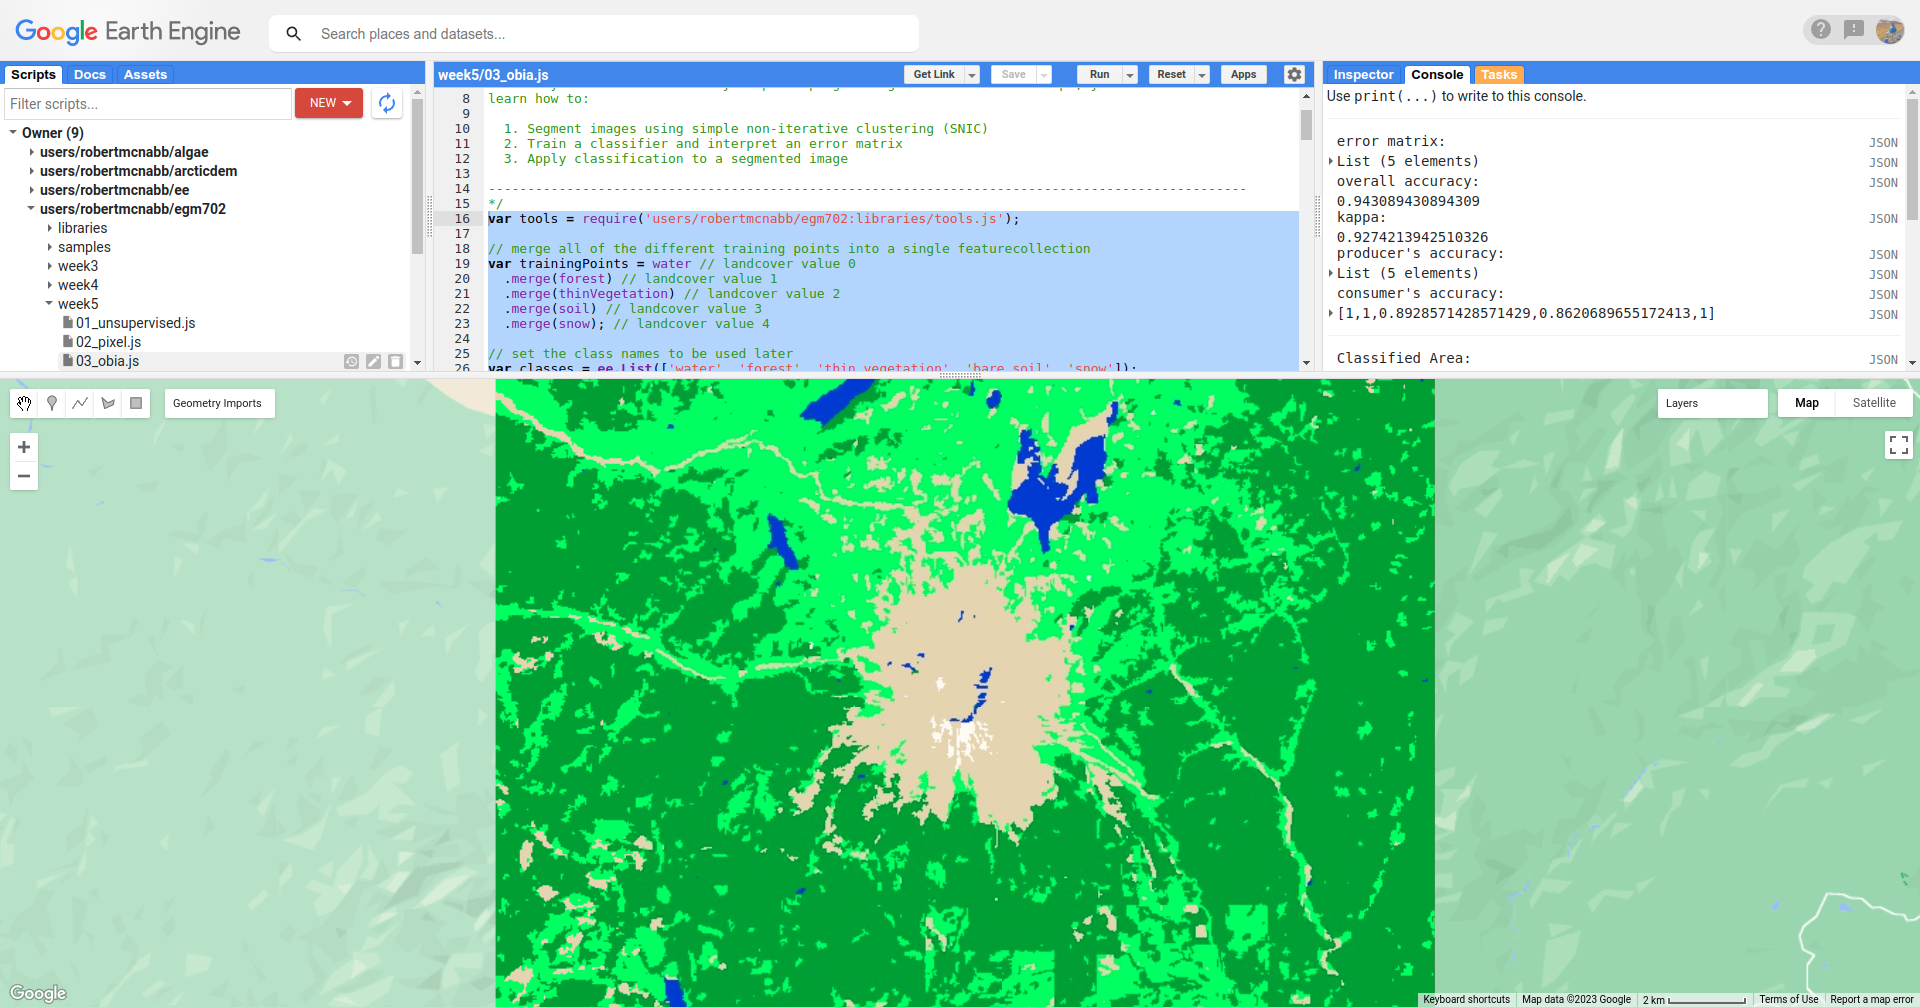 Google Earth Engine
Search places and datasets...
Scripts Docs Assets
Filter scripts...
NEW
Owner (9)
users/robertmcnabb/algae
users/robertmcnabb/arcticdem
users/robertmcnabb/ee
users/robertmcnabb/egm702
libraries
samples
week3
week4
week5
01_unsupervised.js
02_pixel.js
03_obia.js
week5/03_obia.js
Get Link Save Run Reset Apps
8 learn how to:
9
10 1. Segment images using simple non-iterative clustering (SNIC)
11 2. Train a classifier and interpret an error matrix
12 3. Apply classification to a segmented image
13
14 -------------------------------------------------------------------------------------------------
15 */
16 var tools = require('users/robertmcnabb/egm702:libraries/tools.js');
17
18 // merge all of the different training points into a single featurecollection
19 var trainingPoints = water // landcover value 0
20 .merge(forest) // landcover value 1
21 .merge(thinVegetation) // landcover value 2
22 .merge(soil) // landcover value 3
23 .merge(snow); // landcover value 4
24
25 // set the class names to be used later
26 var classes = ee.List(['water', 'forest', 'thin vegetation', 'bare soil', 'snow']);
Inspector Console Tasks
Use print(...) to write to this console.
error matrix: JSON
List (5 elements) JSON
overall accuracy: JSON
0.943089430894309
kappa: JSON
0.9274213942510326
producer's accuracy: JSON
List (5 elements) JSON
consumer's accuracy: JSON
[1,1,0.8928571428571429,0.8620689655172413,1] JSON
Classified Area: JSON
Geometry Imports
Layers
Map Satellite
+
−
Google
Keyboard shortcuts Map data ©2023 Google 2 km Terms of Use Report a map error